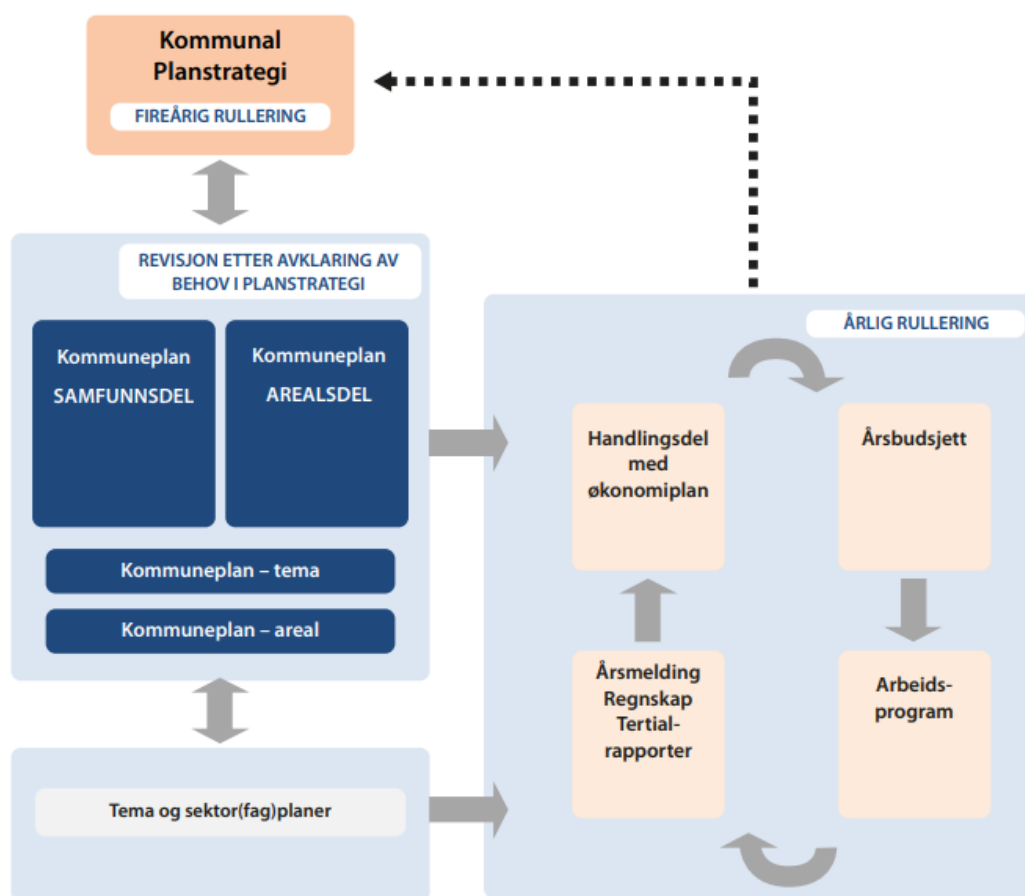 Kommunal
Planstrategi
FIREÅRIG RULLERING
REVISJON ETTER AVKLARING AV
BEHOV I PLANSTRATEGI
Kommuneplan
SAMFUNNSDEL
Kommuneplan
AREALSDEL
Kommuneplan – tema
Kommuneplan – areal
Tema og sektor(fag)planer
ÅRLIG RULLERING
Handlingsdel
med
økonomiplan
Årsbudsjett
Årsmelding
Regnskap
Tertial-
rapporter
Arbeids-
program